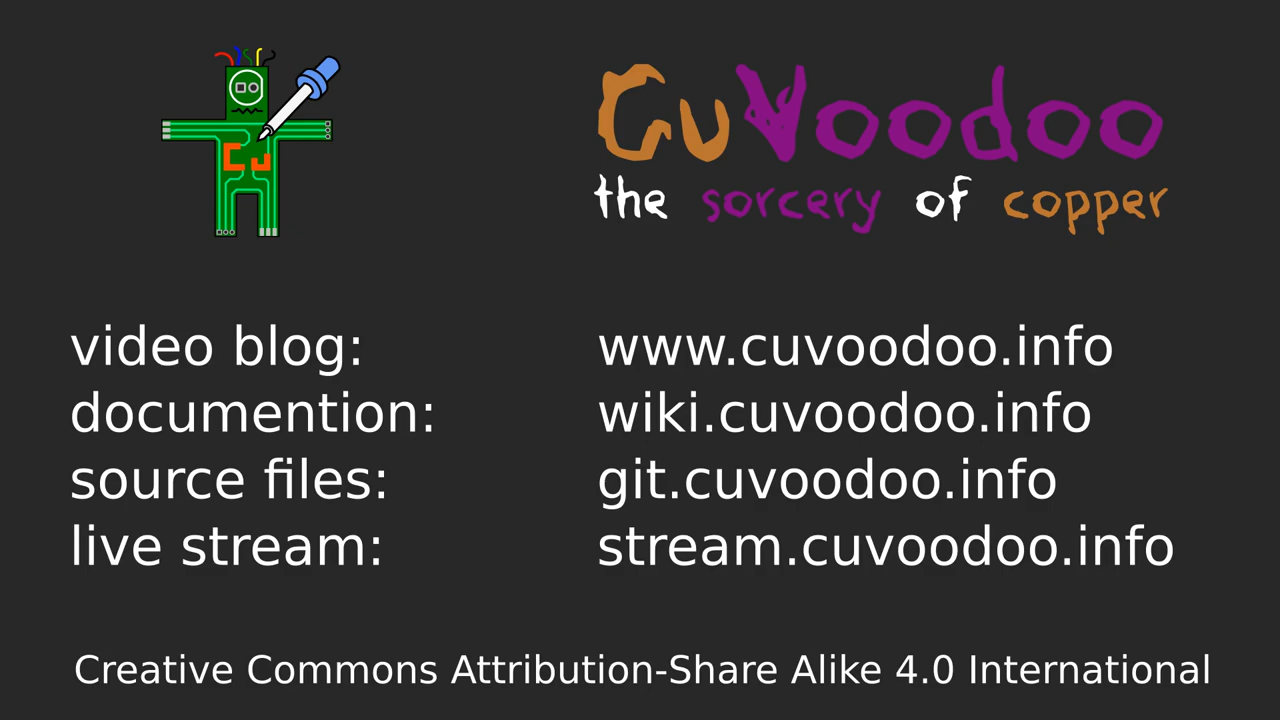 Cu
CuVoodoo
the sorcery of copper
video blog: www.cuvoodoo.info
documention: wiki.cuvoodoo.info
source files: git.cuvoodoo.info
live stream: stream.cuvoodoo.info
Creative Commons Attribution-Share Alike 4.0 International